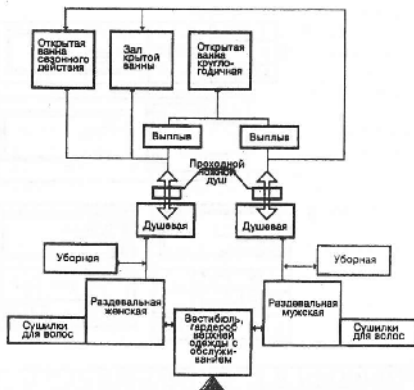 Открытая
ванна
сезонного
действия
Зал
крытой
ванны
Открытая
ванна
кругло-
годичная
Выплыв
Выплыв
Проходной
ножной
душ
Душевая
Душевая
Уборная
Уборная
Раздевальная
женская
Вестибюль,
гардероб
верхней
одежды с
обслужи-
ванием
Раздевальная
мужская
Сушилки
для волос
Сушилки
для волос